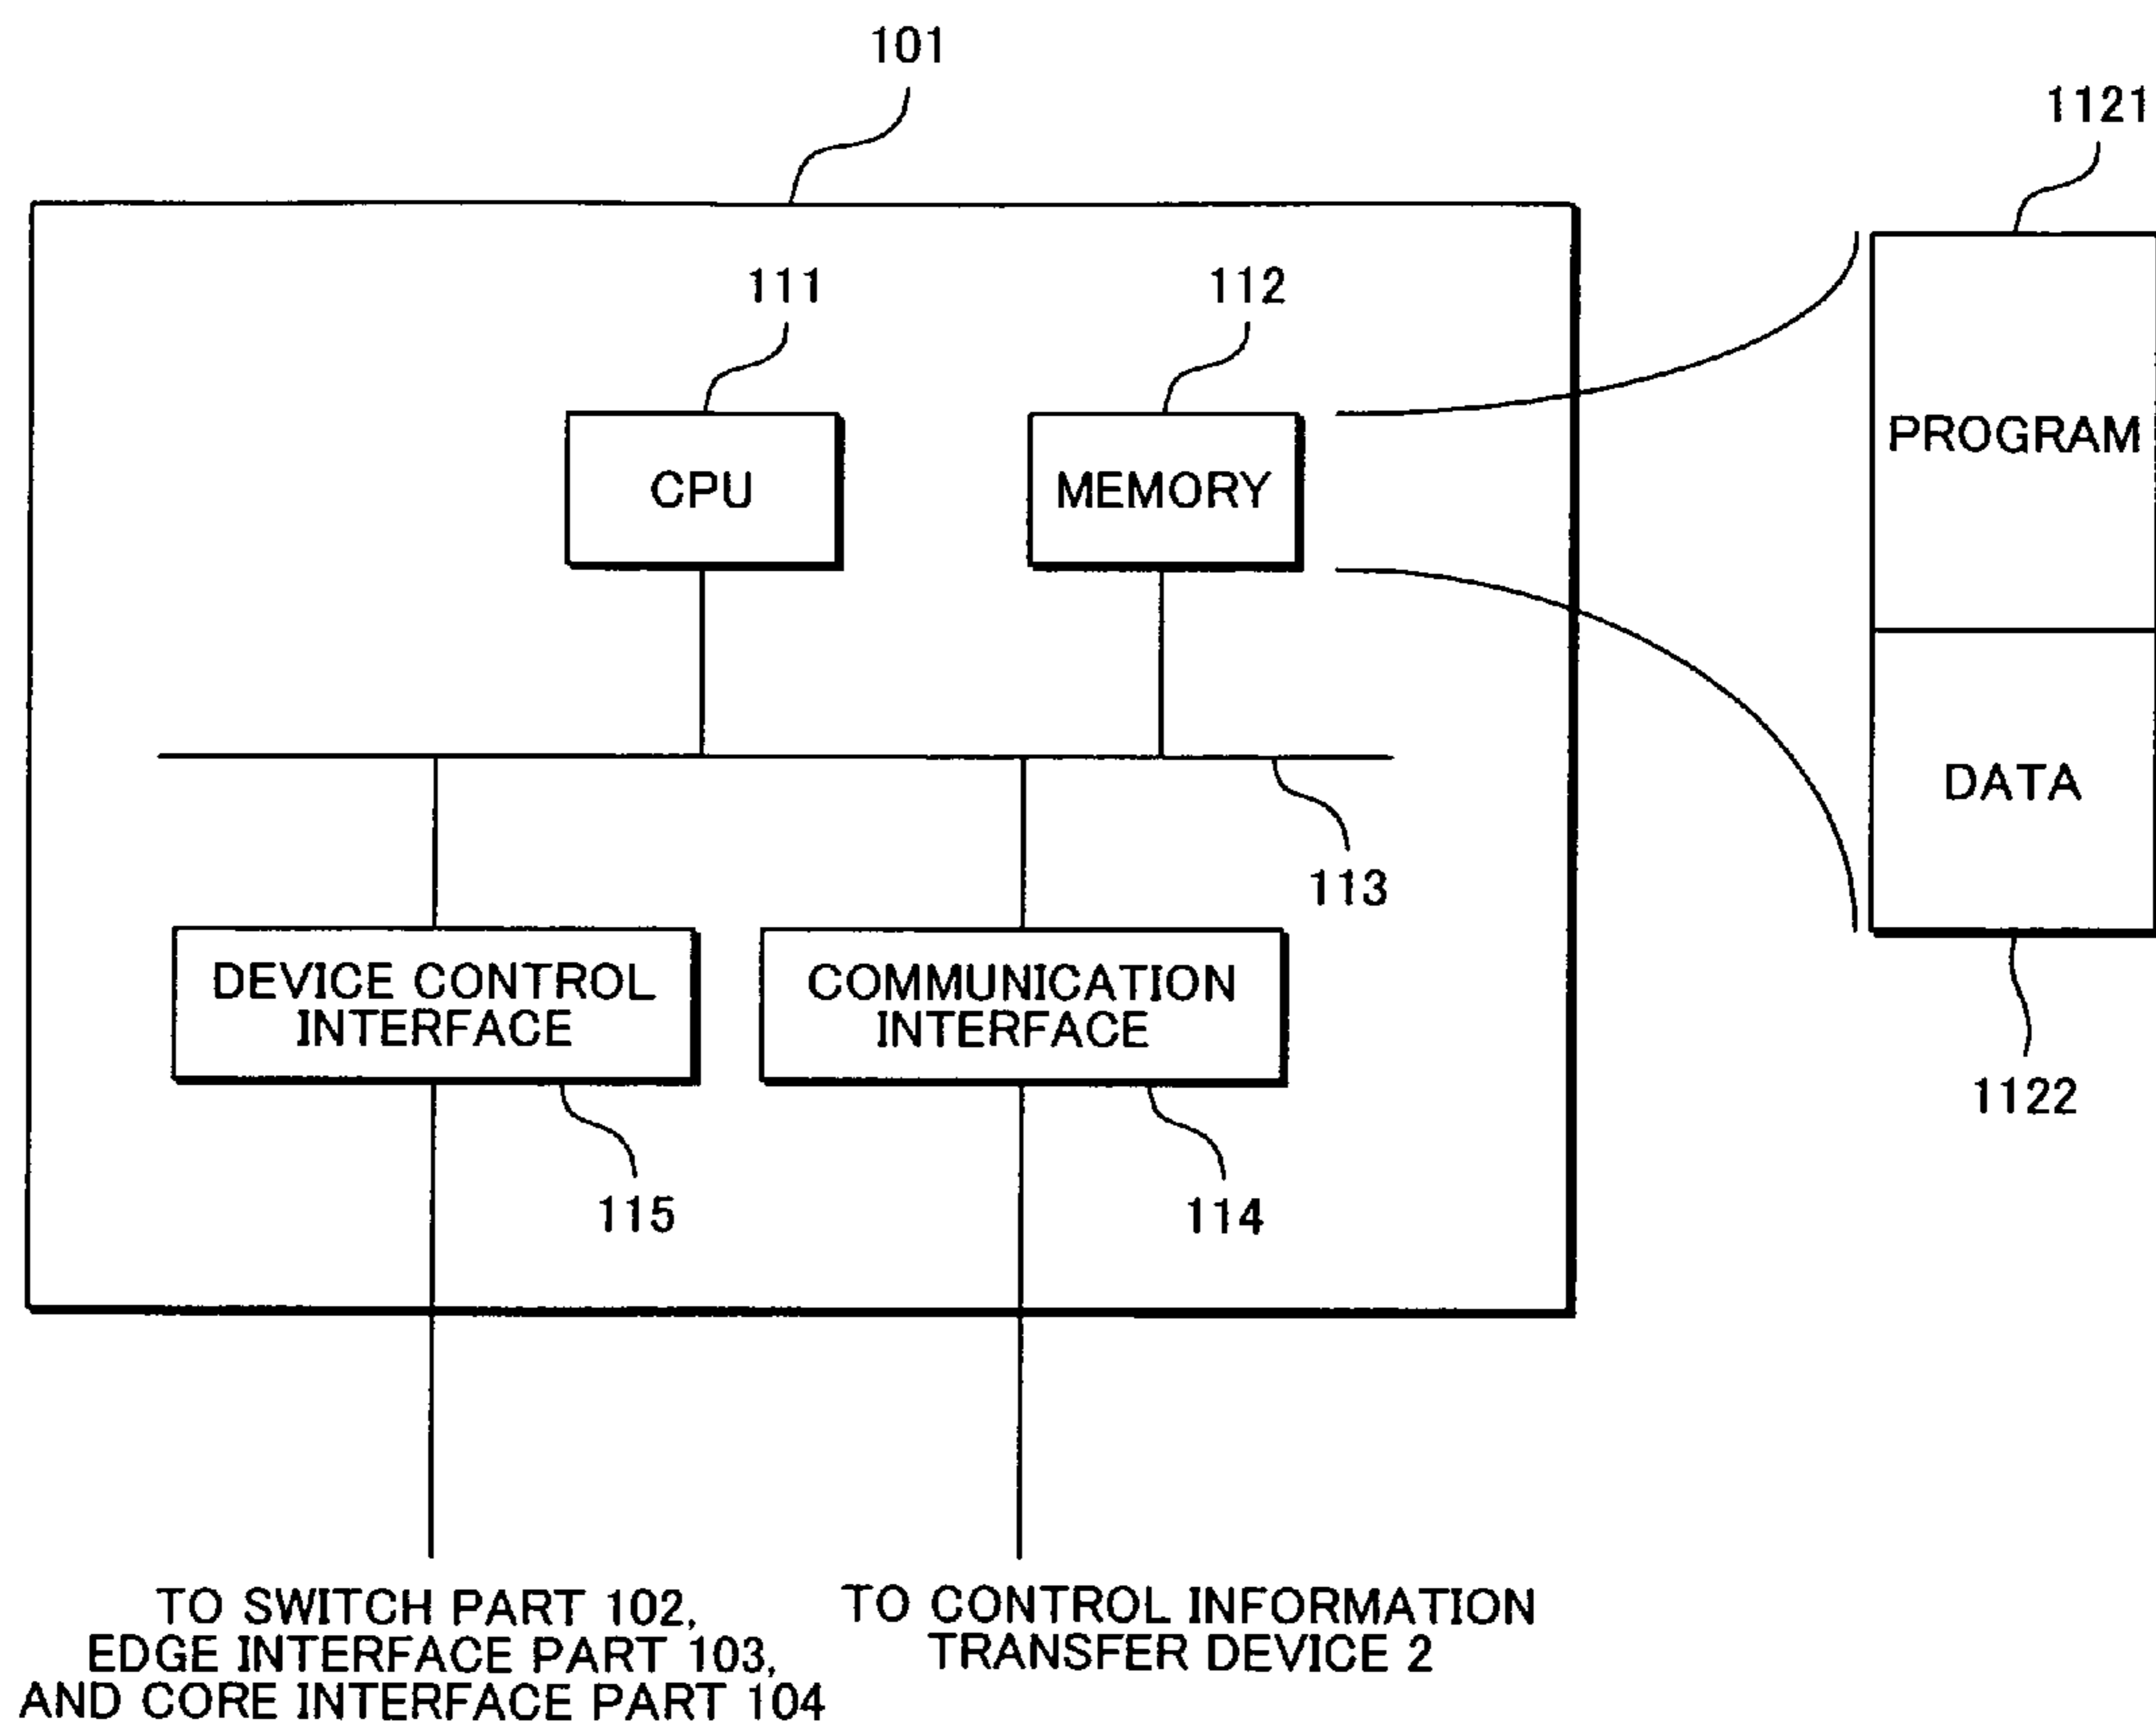 101
1121
111
112
PROGRAM
CPU
MEMORY
DATA
113
DEVICE CONTROL
INTERFACE
COMMUNICATION
INTERFACE
1122
115
114
TO SWITCH PART 102,
EDGE INTERFACE PART 103,
AND CORE INTERFACE PART 104
TO CONTROL INFORMATION
TRANSFER DEVICE 2